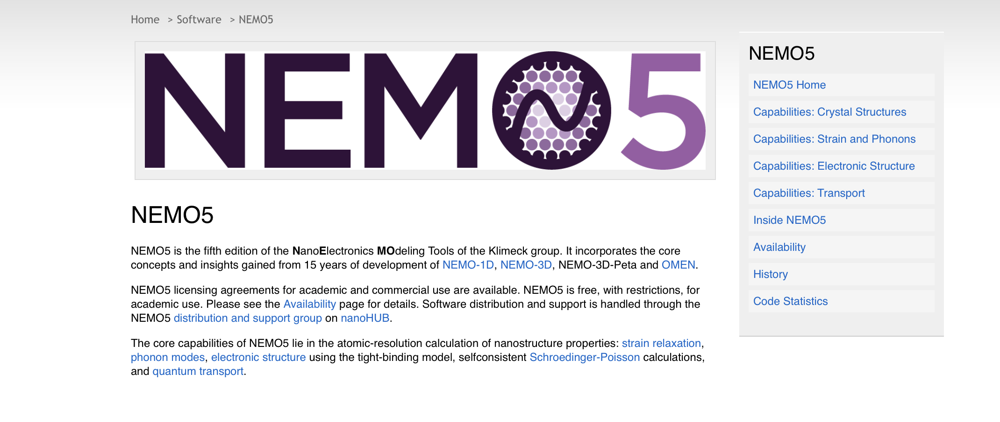 Home > Software > NEMO5
NEMO5
NEMO5
NEMO5 is the fifth edition of the NanoElectronics MOdeling Tools of the Klimeck group. It incorporates the core
concepts and insights gained from 15 years of development of NEMO-1D, NEMO-3D, NEMO-3D-Peta and OMEN.
NEMO5 licensing agreements for academic and commercial use are available. NEMO5 is free, with restrictions, for
academic use. Please see the Availability page for details. Software distribution and support is handled through the
NEMO5 distribution and support group on nanoHUB.
The core capabilities of NEMO5 lie in the atomic-resolution calculation of nanostructure properties: strain relaxation,
phonon modes, electronic structure using the tight-binding model, selfconsistent Schroedinger-Poisson calculations,
and quantum transport.
NEMO5
NEMO5 Home
Capabilities: Crystal Structures
Capabilities: Strain and Phonons
Capabilities: Electronic Structure
Capabilities: Transport
Inside NEMO5
Availability
History
Code Statistics